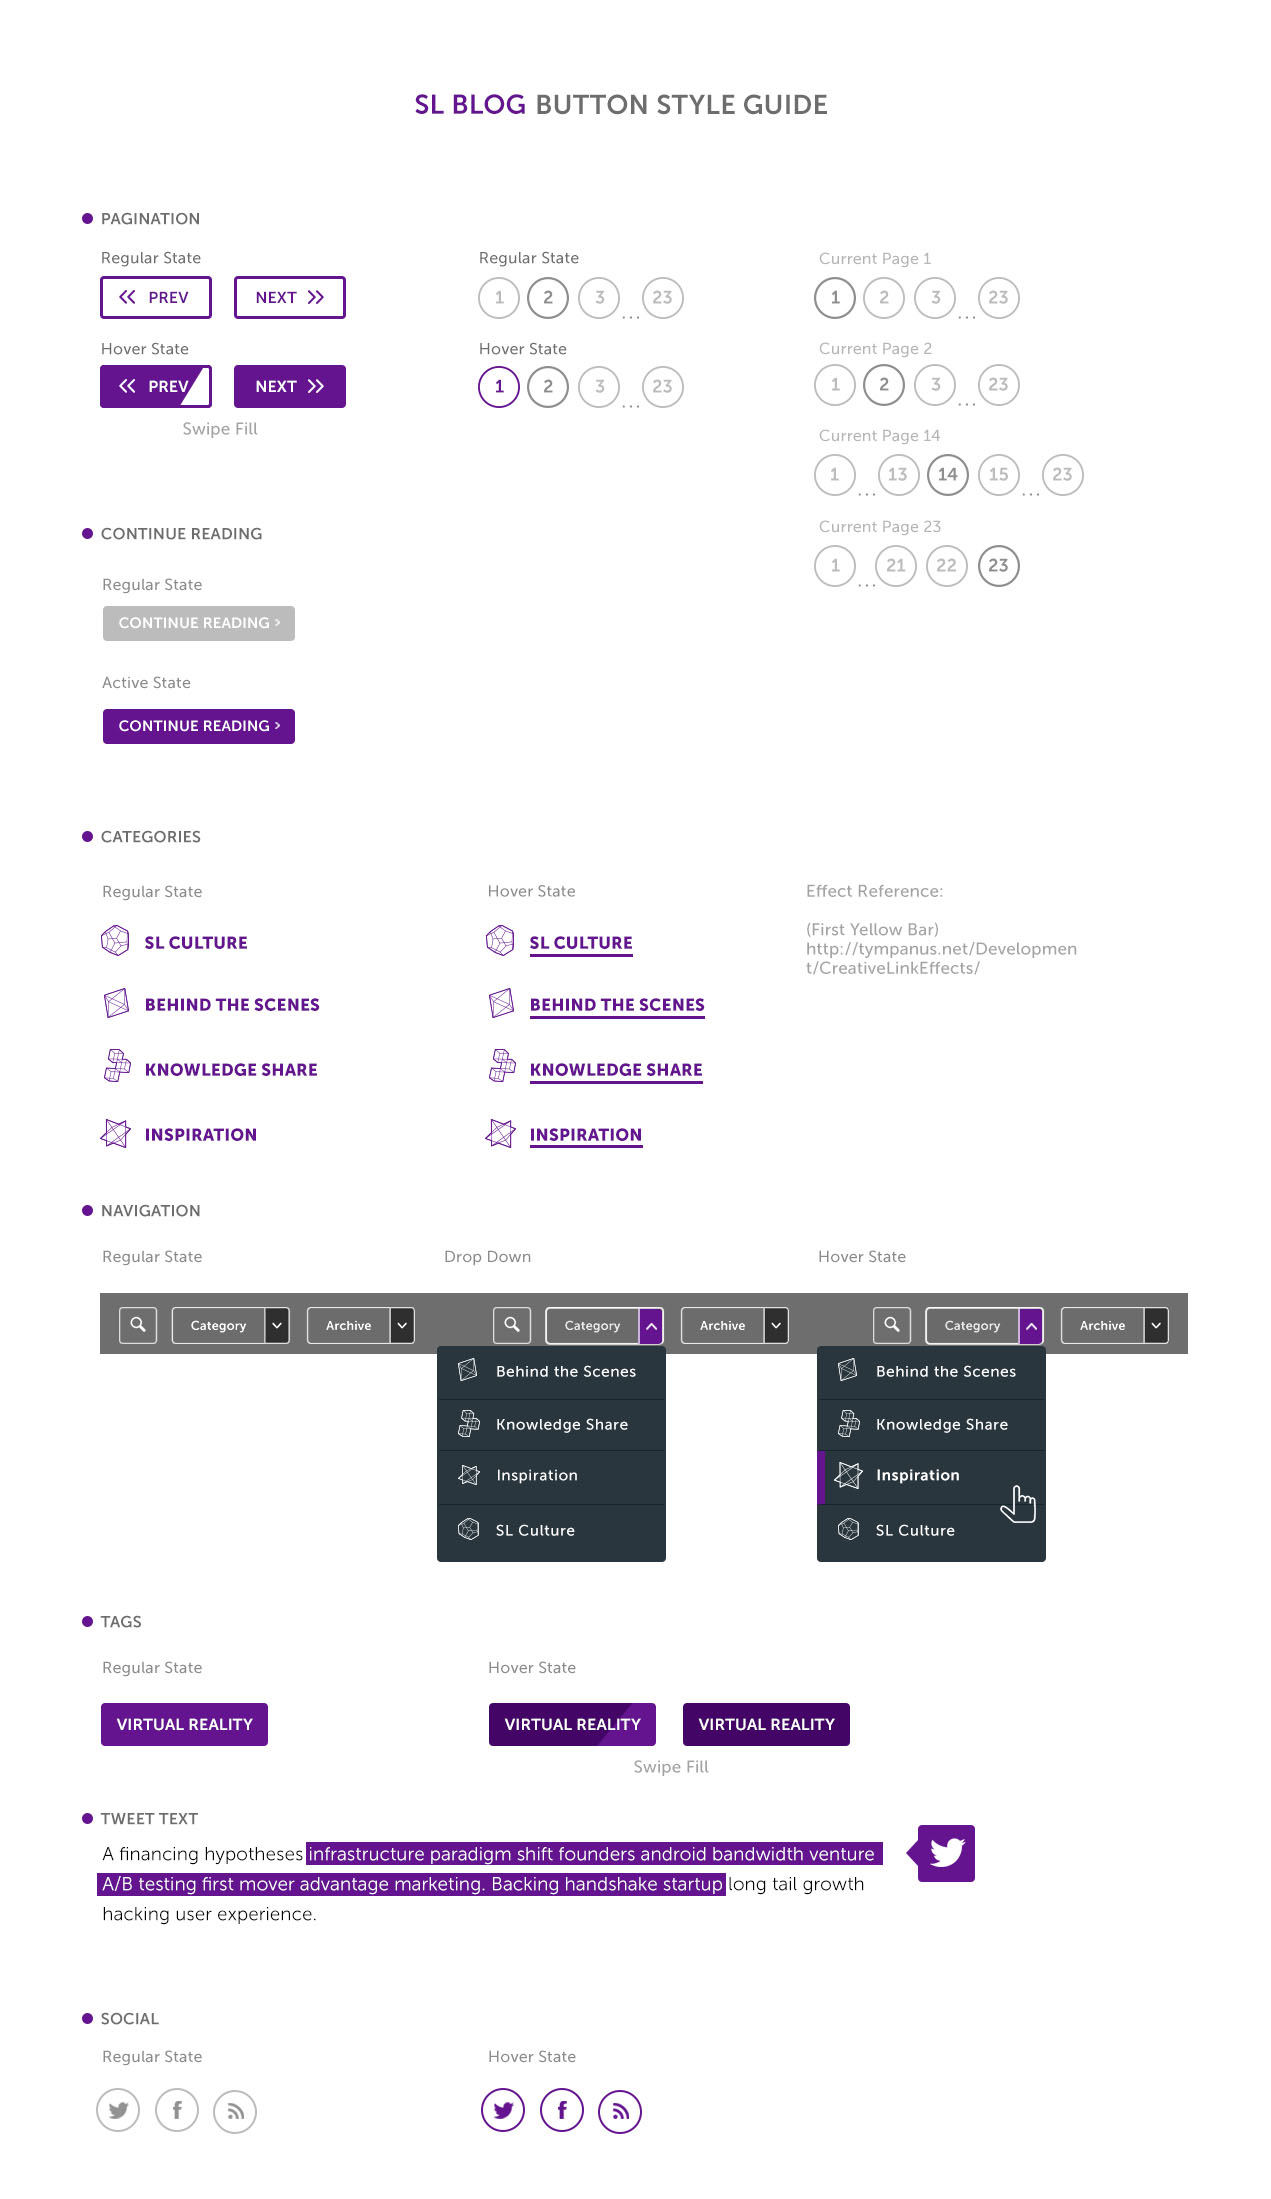 SL BLOG BUTTON STYLE GUIDE
PAGINATION
Regular State
PREV NEXT
Hover State
PREV NEXT
Swipe Fill
Regular State
1 2 3 ... 23
Hover State
1 2 3 ... 23
Current Page 1
1 2 3 ... 23
Current Page 2
1 2 3 ... 23
Current Page 14
1 ... 13 14 15 ... 23
Current Page 23
1 ... 21 22 23
CONTINUE READING
Regular State
CONTINUE READING >
Active State
CONTINUE READING >
CATEGORIES
Regular State
SL CULTURE
BEHIND THE SCENES
KNOWLEDGE SHARE
INSPIRATION
Hover State
SL CULTURE
BEHIND THE SCENES
KNOWLEDGE SHARE
INSPIRATION
Effect Reference:
(First Yellow Bar)
http://tympanus.net/Developmen
t/CreativeLinkEffects/
NAVIGATION
Regular State
Category Archive
Drop Down
Category Archive
Behind the Scenes
Knowledge Share
Inspiration
SL Culture
Hover State
Category Archive
Behind the Scenes
Knowledge Share
Inspiration
SL Culture
TAGS
Regular State
VIRTUAL REALITY
Hover State
VIRTUAL REALITY VIRTUAL REALITY
Swipe Fill
TWEET TEXT
A financing hypotheses infrastructure paradigm shift founders android bandwidth venture
A/B testing first mover advantage marketing. Backing handshake startup long tail growth
hacking user experience.
SOCIAL
Regular State
Hover State